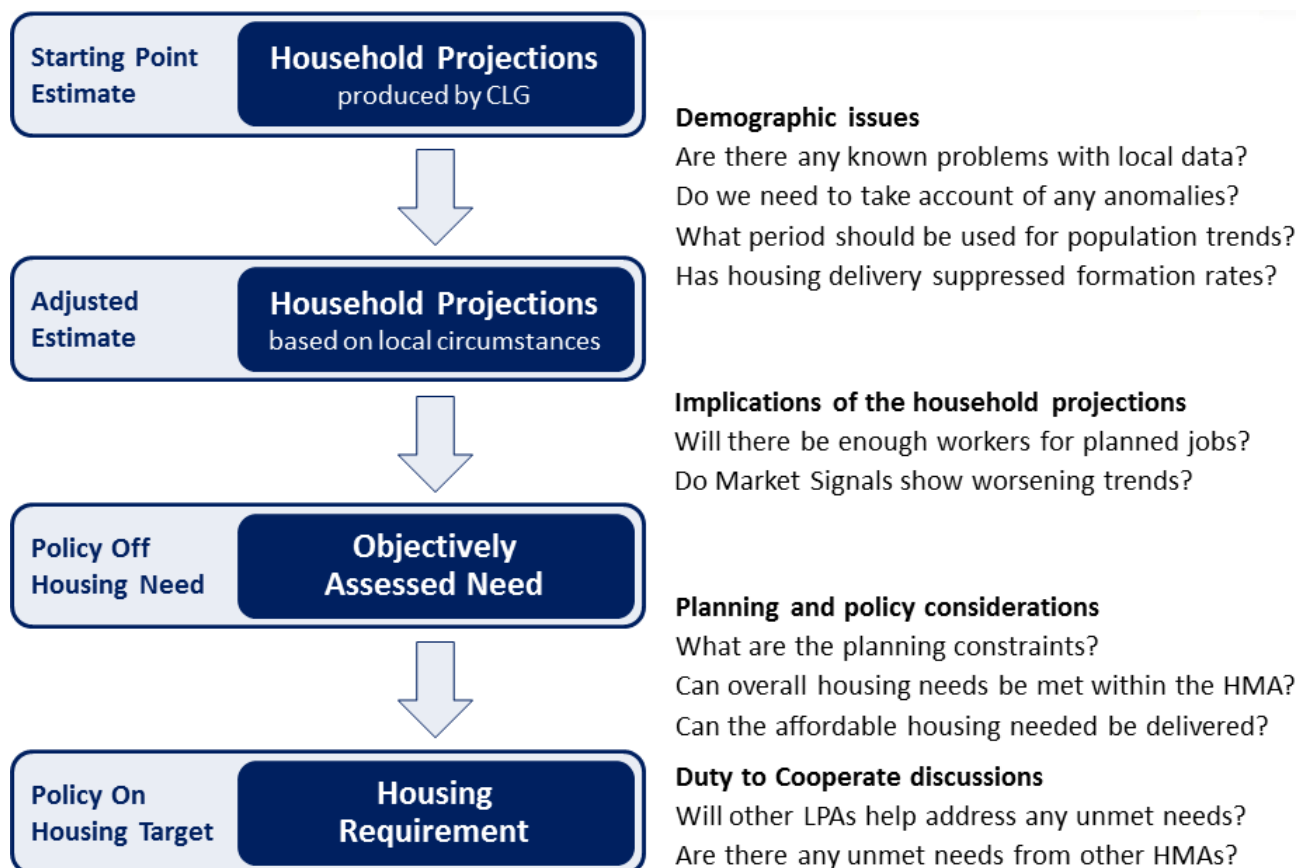 Starting Point
Estimate
Household Projections
produced by CLG
Demographic issues
Are there any known problems with local data?
Do we need to take account of any anomalies?
What period should be used for population trends?
Has housing delivery suppressed formation rates?
Adjusted
Estimate
Household Projections
based on local circumstances
Implications of the household projections
Will there be enough workers for planned jobs?
Do Market Signals show worsening trends?
Policy Off
Housing Need
Objectively
Assessed Need
Planning and policy considerations
What are the planning constraints?
Can overall housing needs be met within the HMA?
Can the affordable housing needed be delivered?
Policy On
Housing Target
Housing
Requirement
Duty to Cooperate discussions
Will other LPAs help address any unmet needs?
Are there any unmet needs from other HMAs?